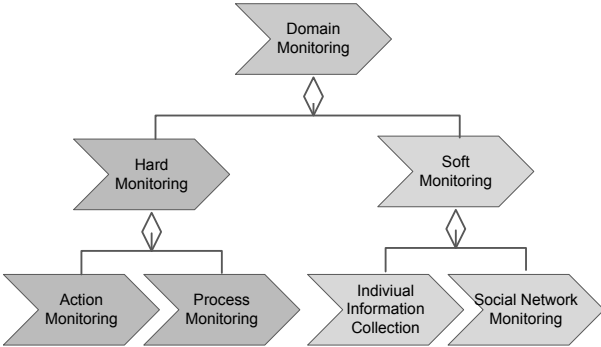 Domain
Monitoring
Hard
Monitoring
Soft
Monitoring
Action
Monitoring
Process
Monitoring
Indiviual
Information
Collection
Social Network
Monitoring